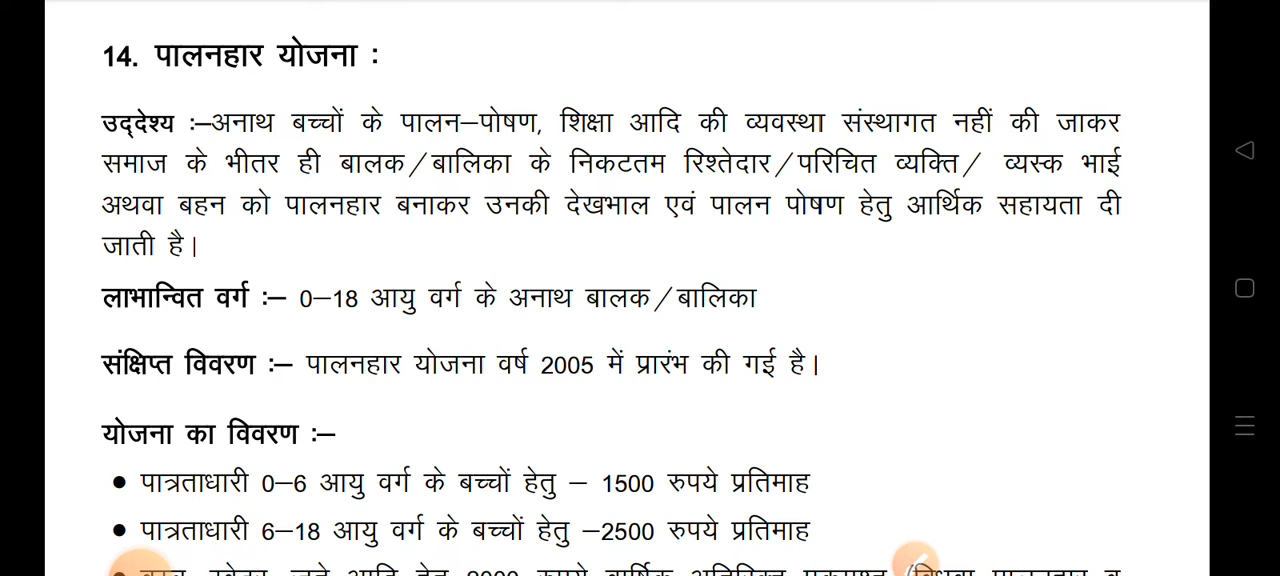 14. पालनहार योजना :
उद्देश्य :–अनाथ बच्चों के पालन–पोषण, शिक्षा आदि की व्यवस्था संस्थागत नहीं की जाकर
समाज के भीतर ही बालक/बालिका के निकटतम रिश्तेदार/परिचित व्यक्ति/ व्यस्क भाई
अथवा बहन को पालनहार बनाकर उनकी देखभाल एवं पालन पोषण हेतु आर्थिक सहायता दी
जाती है।
लाभान्वित वर्ग :– 0–18 आयु वर्ग के अनाथ बालक/बालिका
संक्षिप्त विवरण :– पालनहार योजना वर्ष 2005 में प्रारंभ की गई है।
योजना का विवरण :–
● पात्रताधारी 0–6 आयु वर्ग के बच्चों हेतु – 1500 रुपये प्रतिमाह
● पात्रताधारी 6–18 आयु वर्ग के बच्चों हेतु –2500 रुपये प्रतिमाह